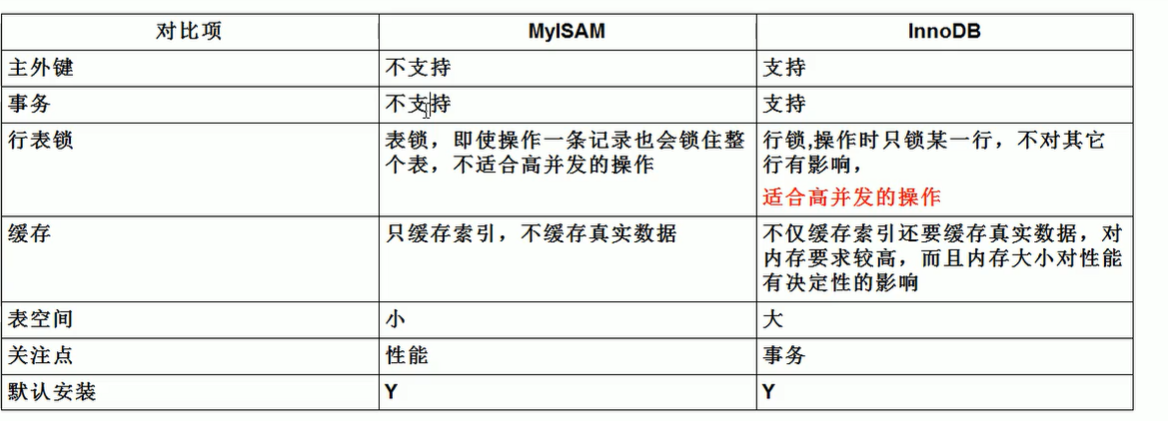 对比项 MyISAM InnoDB
主外键 不支持 支持
事务 不支持 支持
行表锁 表锁，即使操作一条记录也会锁住整 行锁,操作时只锁某一行，不对其它
个表，不适合高并发的操作 行有影响，
适合高并发的操作
缓存 只缓存索引，不缓存真实数据 不仅缓存索引还要缓存真实数据，对
内存要求较高，而且内存大小对性能
有决定性的影响
表空间 小 大
关注点 性能 事务
默认安装 Y Y